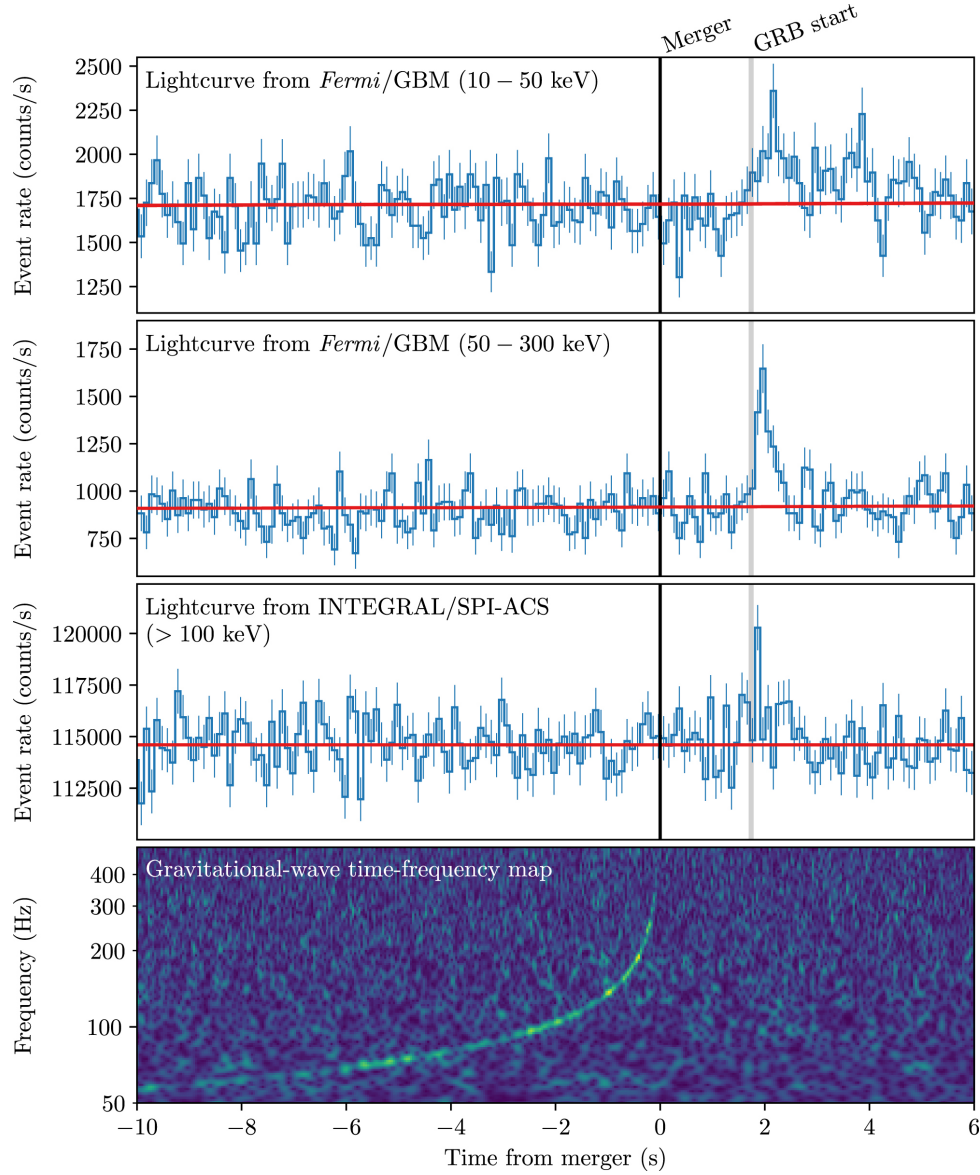 Merger
GRB start
Lightcurve from Fermi/GBM (10 − 50 keV)
Event rate (counts/s)
2500
2250
2000
1750
1500
1250
Lightcurve from Fermi/GBM (50 − 300 keV)
Event rate (counts/s)
1750
1500
1250
1000
750
Lightcurve from INTEGRAL/SPI-ACS
(> 100 keV)
Event rate (counts/s)
120000
117500
115000
112500
Gravitational-wave time-frequency map
Frequency (Hz)
400
300
200
100
50
−10 −8 −6 −4 −2 0 2 4 6
Time from merger (s)